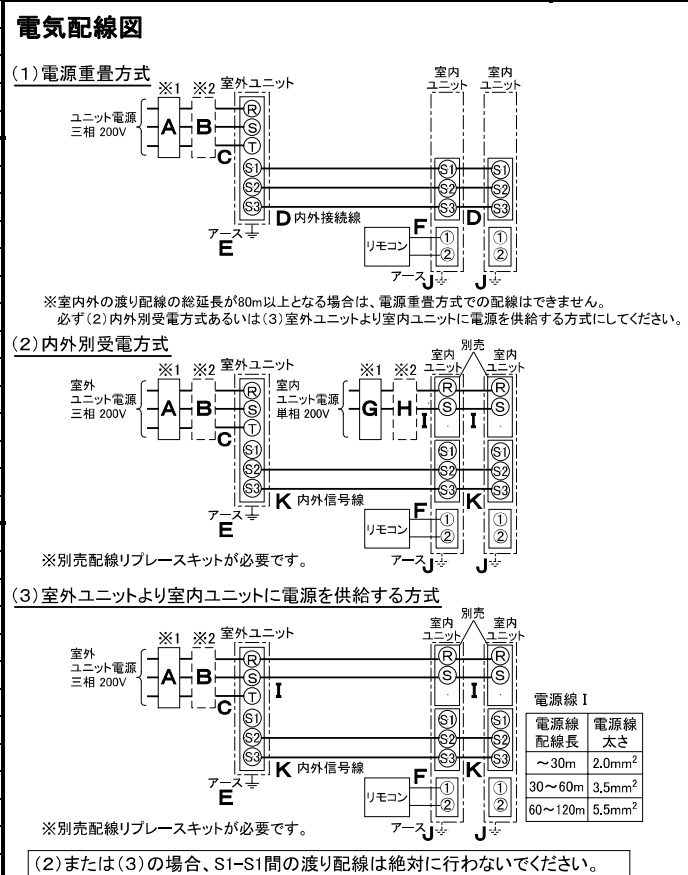 電気配線図
(1)電源重畳方式
※1 ※2 室外ユニット
室内ユニット 室内ユニット
ユニット電源
三相 200V
A B C
R
S
T
S1 S1 S1
S2 S2 S2
S3 S3 S3
D 内外接続線 D
アース
E
F
リモコン
① ①
② ②
アース J J
※室内外の渡り配線の総延長が80m以上となる場合は、電源重畳方式での配線はできません。
必ず(2)内外別受電方式あるいは(3)室外ユニットより室内ユニットに電源を供給する方式にしてください。
(2)内外別受電方式
別売
※1 ※2 室外ユニット
※1 ※2
室内ユニット 室内ユニット
室外
ユニット電源
三相 200V
A B C
R
S
T
S1
S2
S3
室内
ユニット電源
単相 200V
G H I I
R R
S S
S1 S1
S2 S2
S3 S3
K 内外信号線 K
アース
E
F
リモコン
① ①
② ②
アース J J
※別売配線リプレースキットが必要です。
(3)室外ユニットより室内ユニットに電源を供給する方式
別売
※1 ※2 室外ユニット
室内ユニット 室内ユニット
室外
ユニット電源
三相 200V
A B C
R R R
S S S
T
I I
S1 S1 S1
S2 S2 S2
S3 S3 S3
K 内外信号線 K
アース
E
F
リモコン
① ①
② ②
アース J J
電源線 I
電源線配線長 電源線太さ
~30m 2.0mm²
30~60m 3.5mm²
60~120m 5.5mm²
※別売配線リプレースキットが必要です。
(2)または(3)の場合、S1-S1間の渡り配線は絶対に行わないでください。